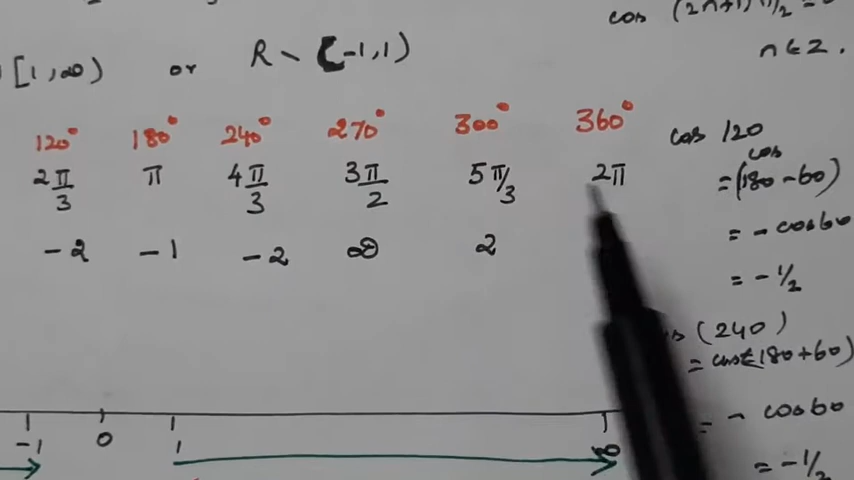 cos (2n+1) π/2 = 0
[1, ∞) or R \ (-1,1)
n ∈ Z.
120° 180° 240° 270° 300° 360°
2π/3 π 4π/3 3π/2 5π/3 2π
-2 -1 -2 ∞ 2
cos 120
cos
= (180-60)
= - cos60
= -1/2
(240)
= cos(180+60)
= - cos60
= -1/2
-1 0 1 ∞